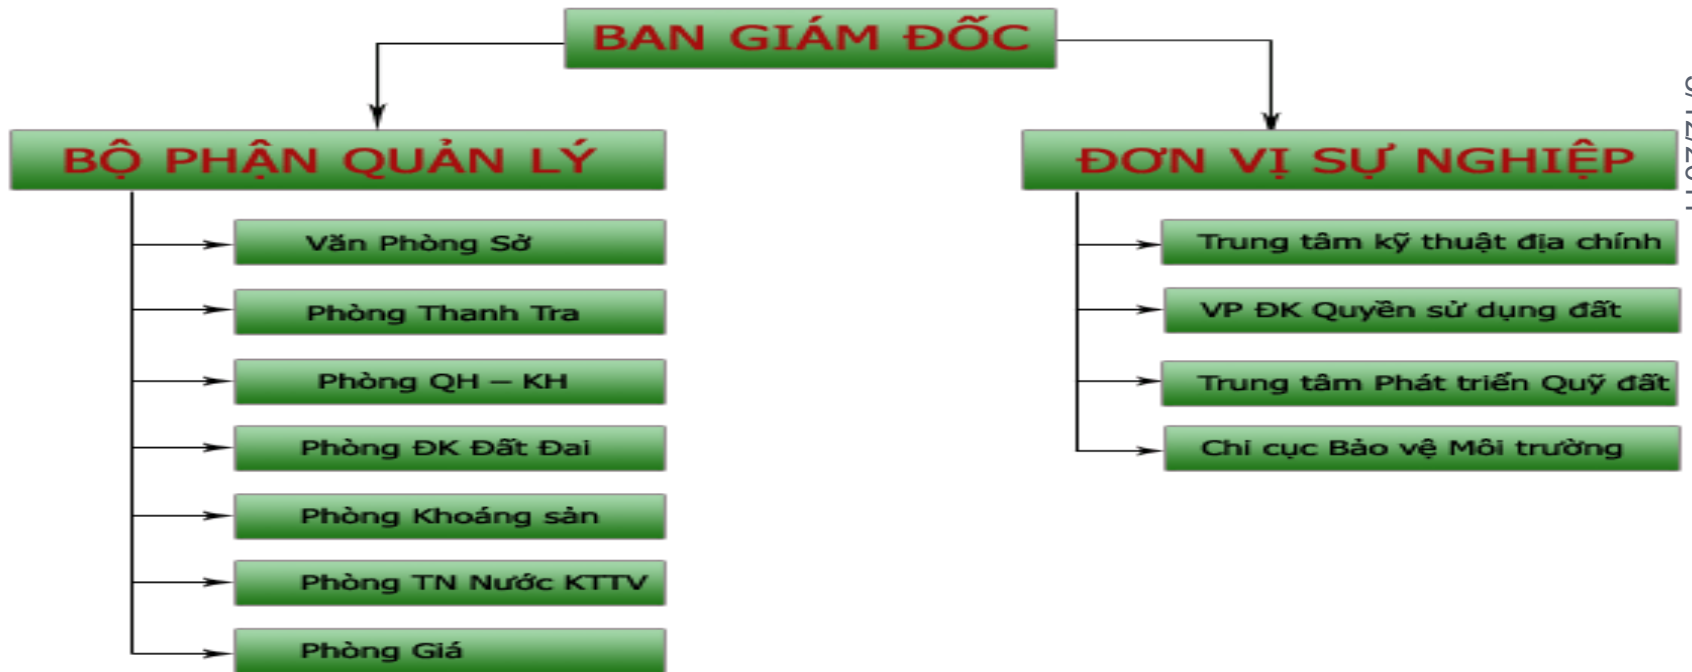 BAN GIÁM ĐỐC
BỘ PHẬN QUẢN LÝ
Văn Phòng Sở
Phòng Thanh Tra
Phòng QH – KH
Phòng ĐK Đất Đai
Phòng Khoáng sản
Phòng TN Nước KTTV
Phòng Giá
ĐƠN VỊ SỰ NGHIỆP
Trung tâm kỹ thuật địa chính
VP ĐK Quyền sử dụng đất
Trung tâm Phát triển Quỹ đất
Chi cục Bảo vệ Môi trường